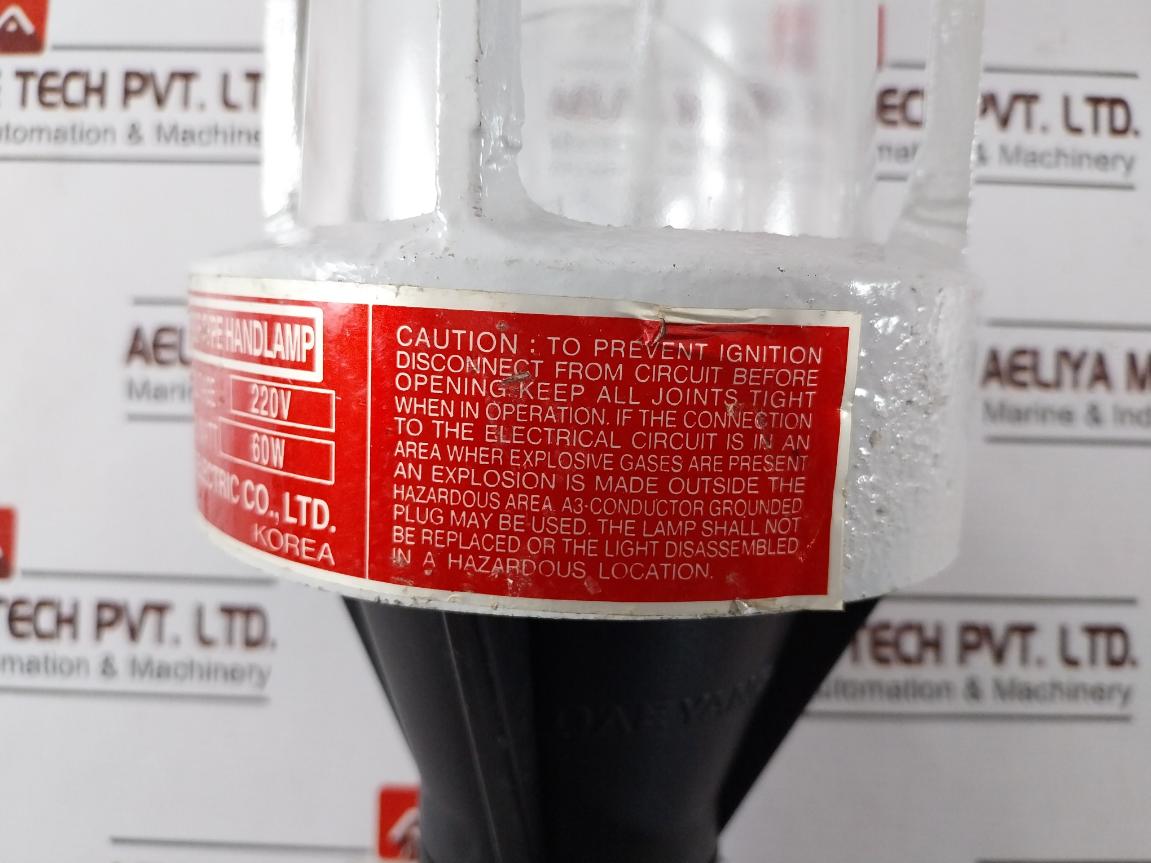 TECH PVT. LT
utomation & Machine
TECH PVT. LTD.
& Machinery
HANDLAMP
220V
60W
CO., LTD.
KOREA
CAUTION : TO PREVENT IGNITION
DISCONNECT FROM CIRCUIT BEFORE
OPENING KEEP ALL JOINTS TIGHT
WHEN IN OPERATION. IF THE CONNECTION
TO THE ELECTRICAL CIRCUIT IS IN AN
AREA WHER EXPLOSIVE GASES ARE PRESENT
AN EXPLOSION IS MADE OUTSIDE THE
HAZARDOUS AREA. A3-CONDUCTOR GROUNDED
PLUG MAY BE USED. THE LAMP SHALL NOT
BE REPLACED OR THE LIGHT DISASSEMBLED
IN A HAZARDOUS LOCATION.
AELIYA M
Marine & Ind
TECH PVT. LTD.
mation & Machinery
TECH PVT. LTD.
utomation & Machinery